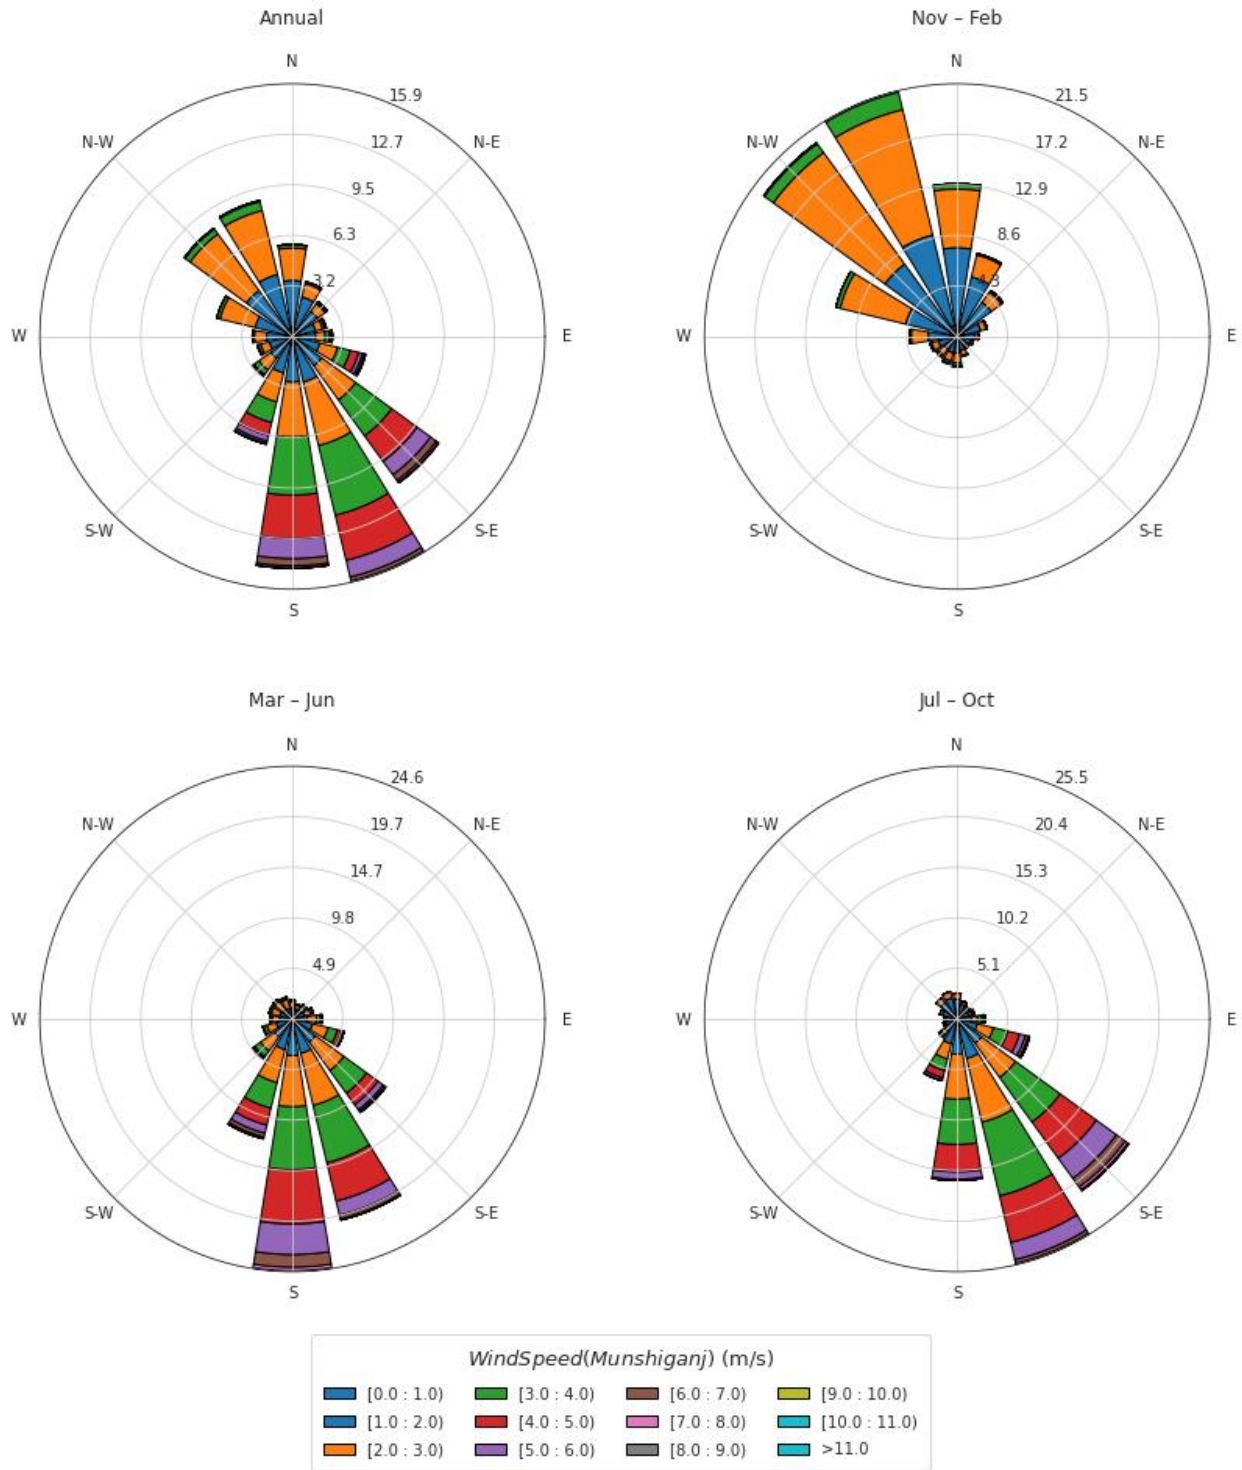 Annual
N
15.9
N-W
12.7
N-E
9.5
6.3
3.2
W
E
S-W
S-E
S
Nov – Feb
N
21.5
N-W
17.2
N-E
12.9
8.6
4.3
W
E
S-W
S-E
S
Mar – Jun
N
24.6
N-W
19.7
N-E
14.7
9.8
4.9
W
E
S-W
S-E
S
Jul – Oct
N
25.5
N-W
20.4
N-E
15.3
10.2
5.1
W
E
S-W
S-E
S
WindSpeed(Munshiganj) (m/s)
[0.0 : 1.0) [3.0 : 4.0) [6.0 : 7.0) [9.0 : 10.0)
[1.0 : 2.0) [4.0 : 5.0) [7.0 : 8.0) [10.0 : 11.0)
[2.0 : 3.0) [5.0 : 6.0) [8.0 : 9.0) >11.0